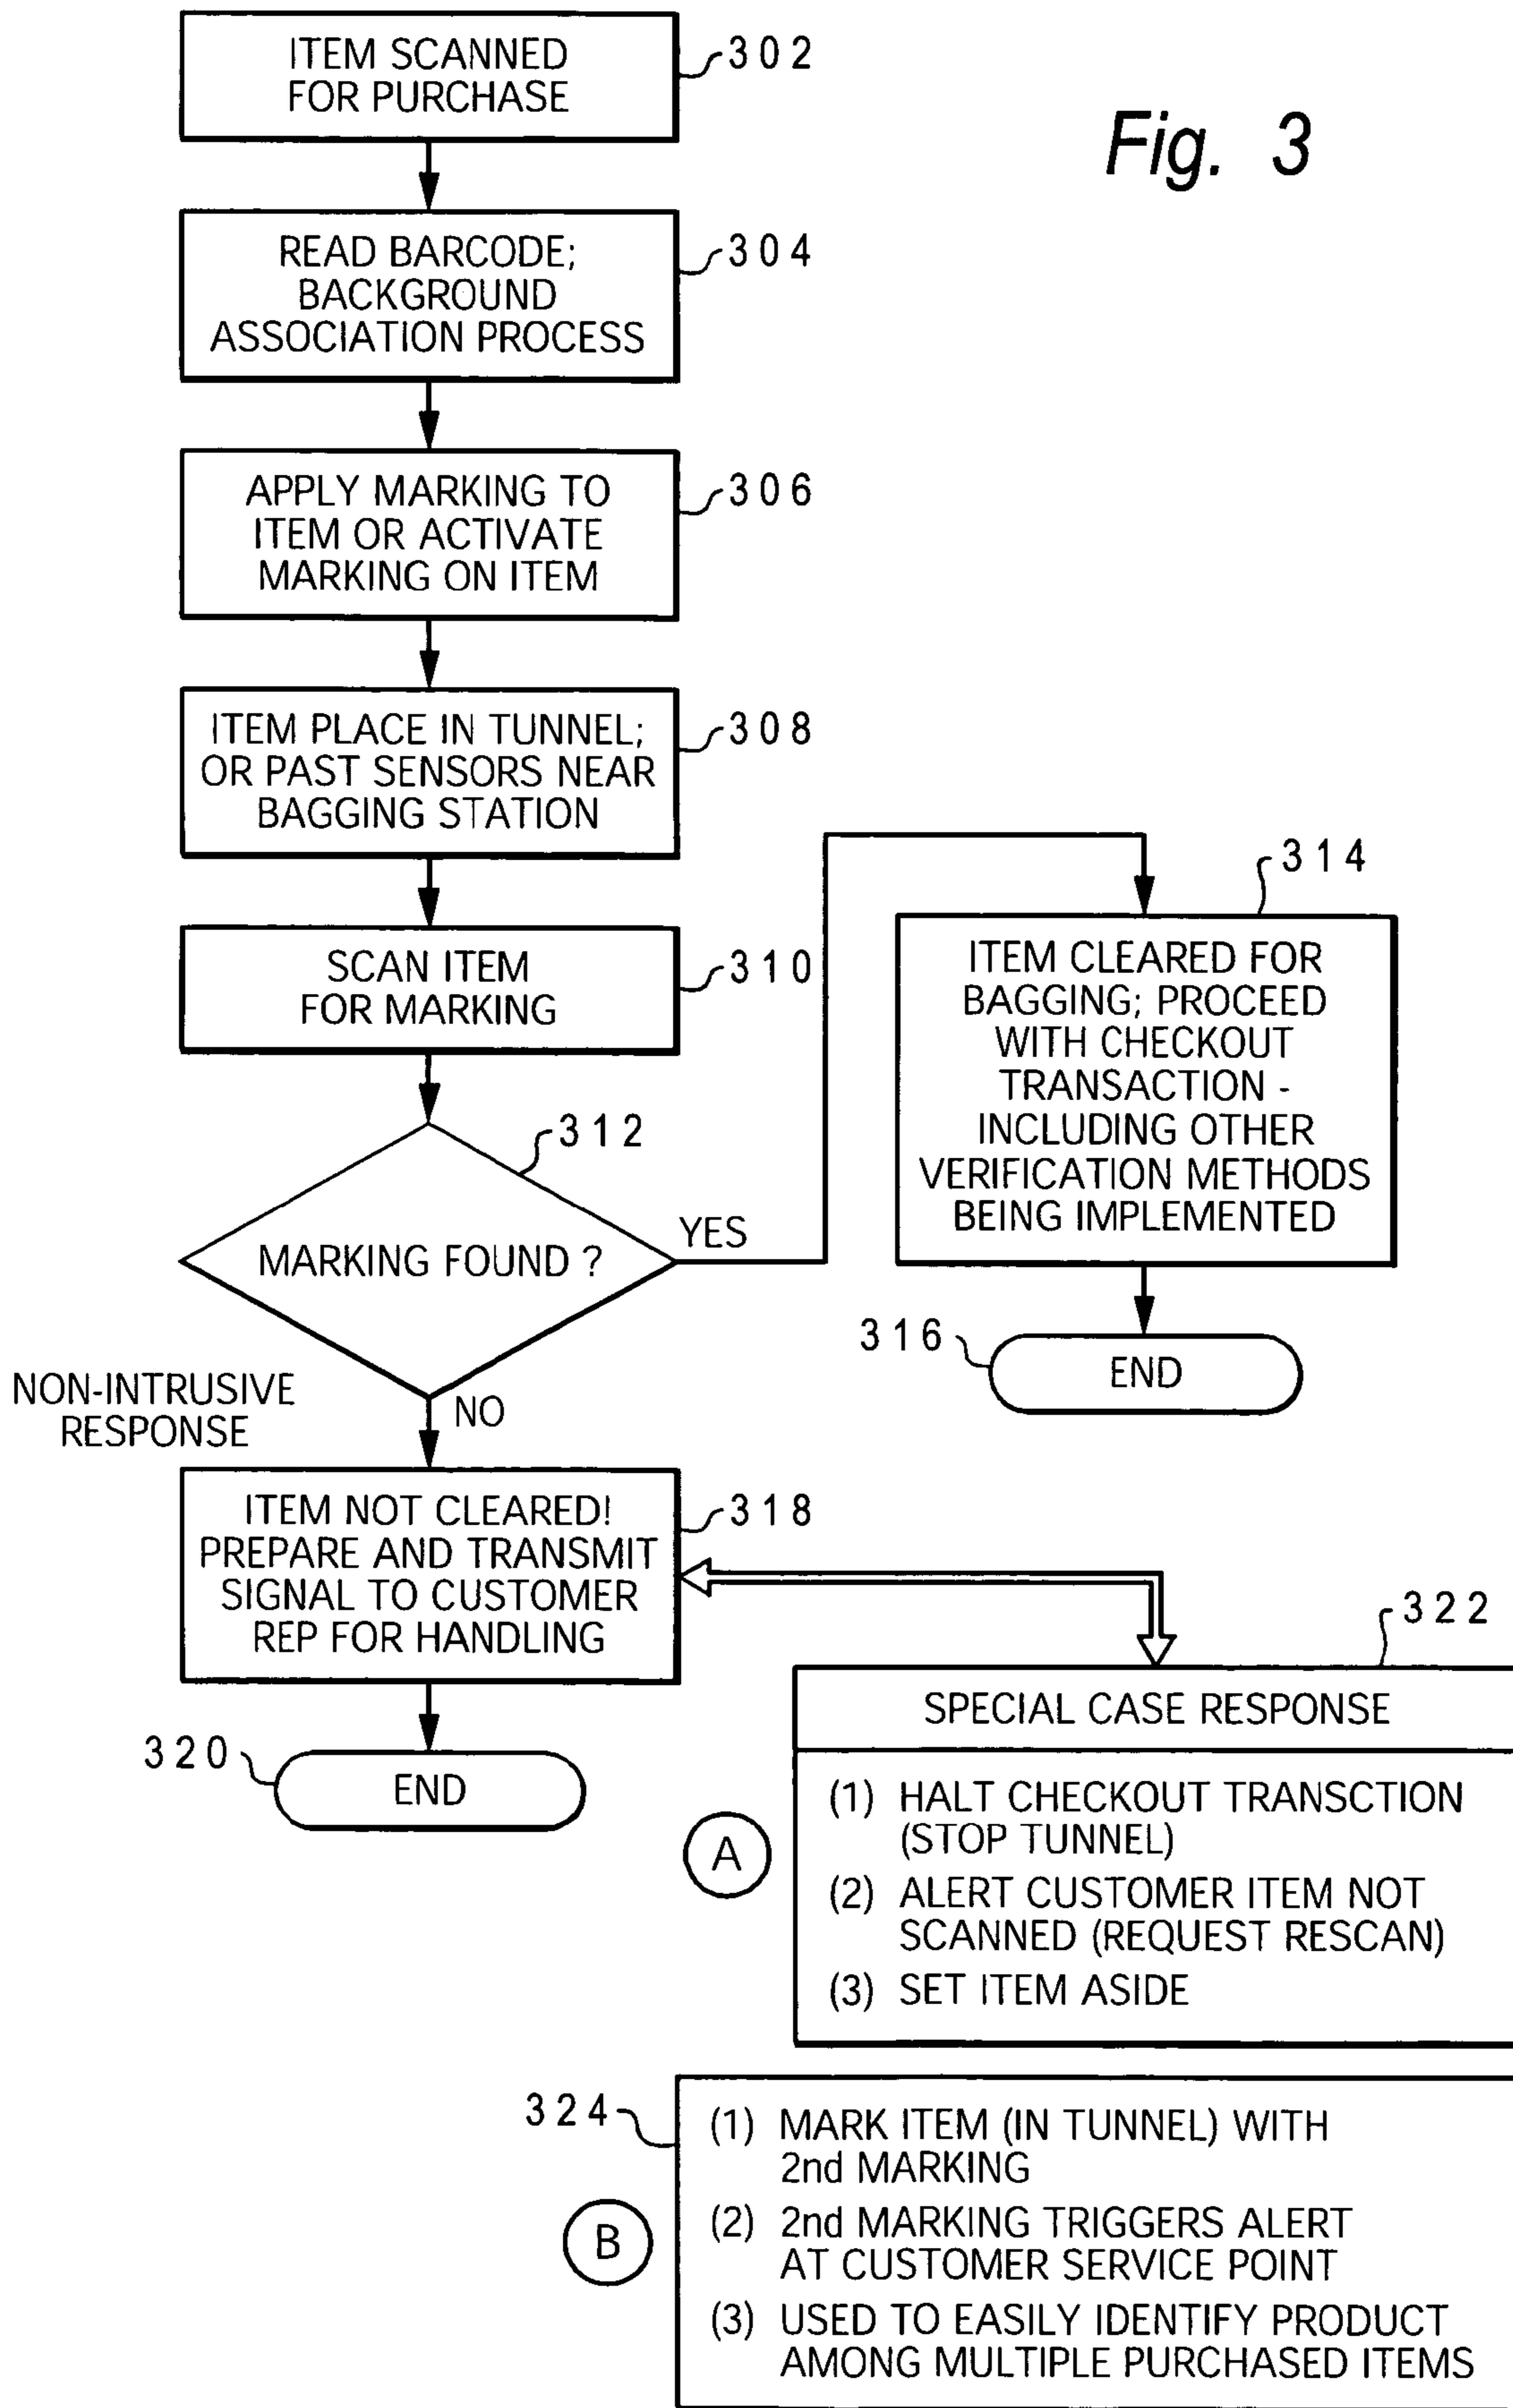 ITEM SCANNED
FOR PURCHASE
302
Fig. 3
READ BARCODE;
BACKGROUND
ASSOCIATION PROCESS
304
APPLY MARKING TO
ITEM OR ACTIVATE
MARKING ON ITEM
306
ITEM PLACE IN TUNNEL;
OR PAST SENSORS NEAR
BAGGING STATION
308
SCAN ITEM
FOR MARKING
310
312
MARKING FOUND ?
YES
314
ITEM CLEARED FOR
BAGGING; PROCEED
WITH CHECKOUT
TRANSACTION -
INCLUDING OTHER
VERIFICATION METHODS
BEING IMPLEMENTED
316
END
NON-INTRUSIVE
RESPONSE
NO
ITEM NOT CLEARED!
PREPARE AND TRANSMIT
SIGNAL TO CUSTOMER
REP FOR HANDLING
318
320
END
322
SPECIAL CASE RESPONSE
A
(1) HALT CHECKOUT TRANSCTION
(STOP TUNNEL)
(2) ALERT CUSTOMER ITEM NOT
SCANNED (REQUEST RESCAN)
(3) SET ITEM ASIDE
324
B
(1) MARK ITEM (IN TUNNEL) WITH
2nd MARKING
(2) 2nd MARKING TRIGGERS ALERT
AT CUSTOMER SERVICE POINT
(3) USED TO EASILY IDENTIFY PRODUCT
AMONG MULTIPLE PURCHASED ITEMS